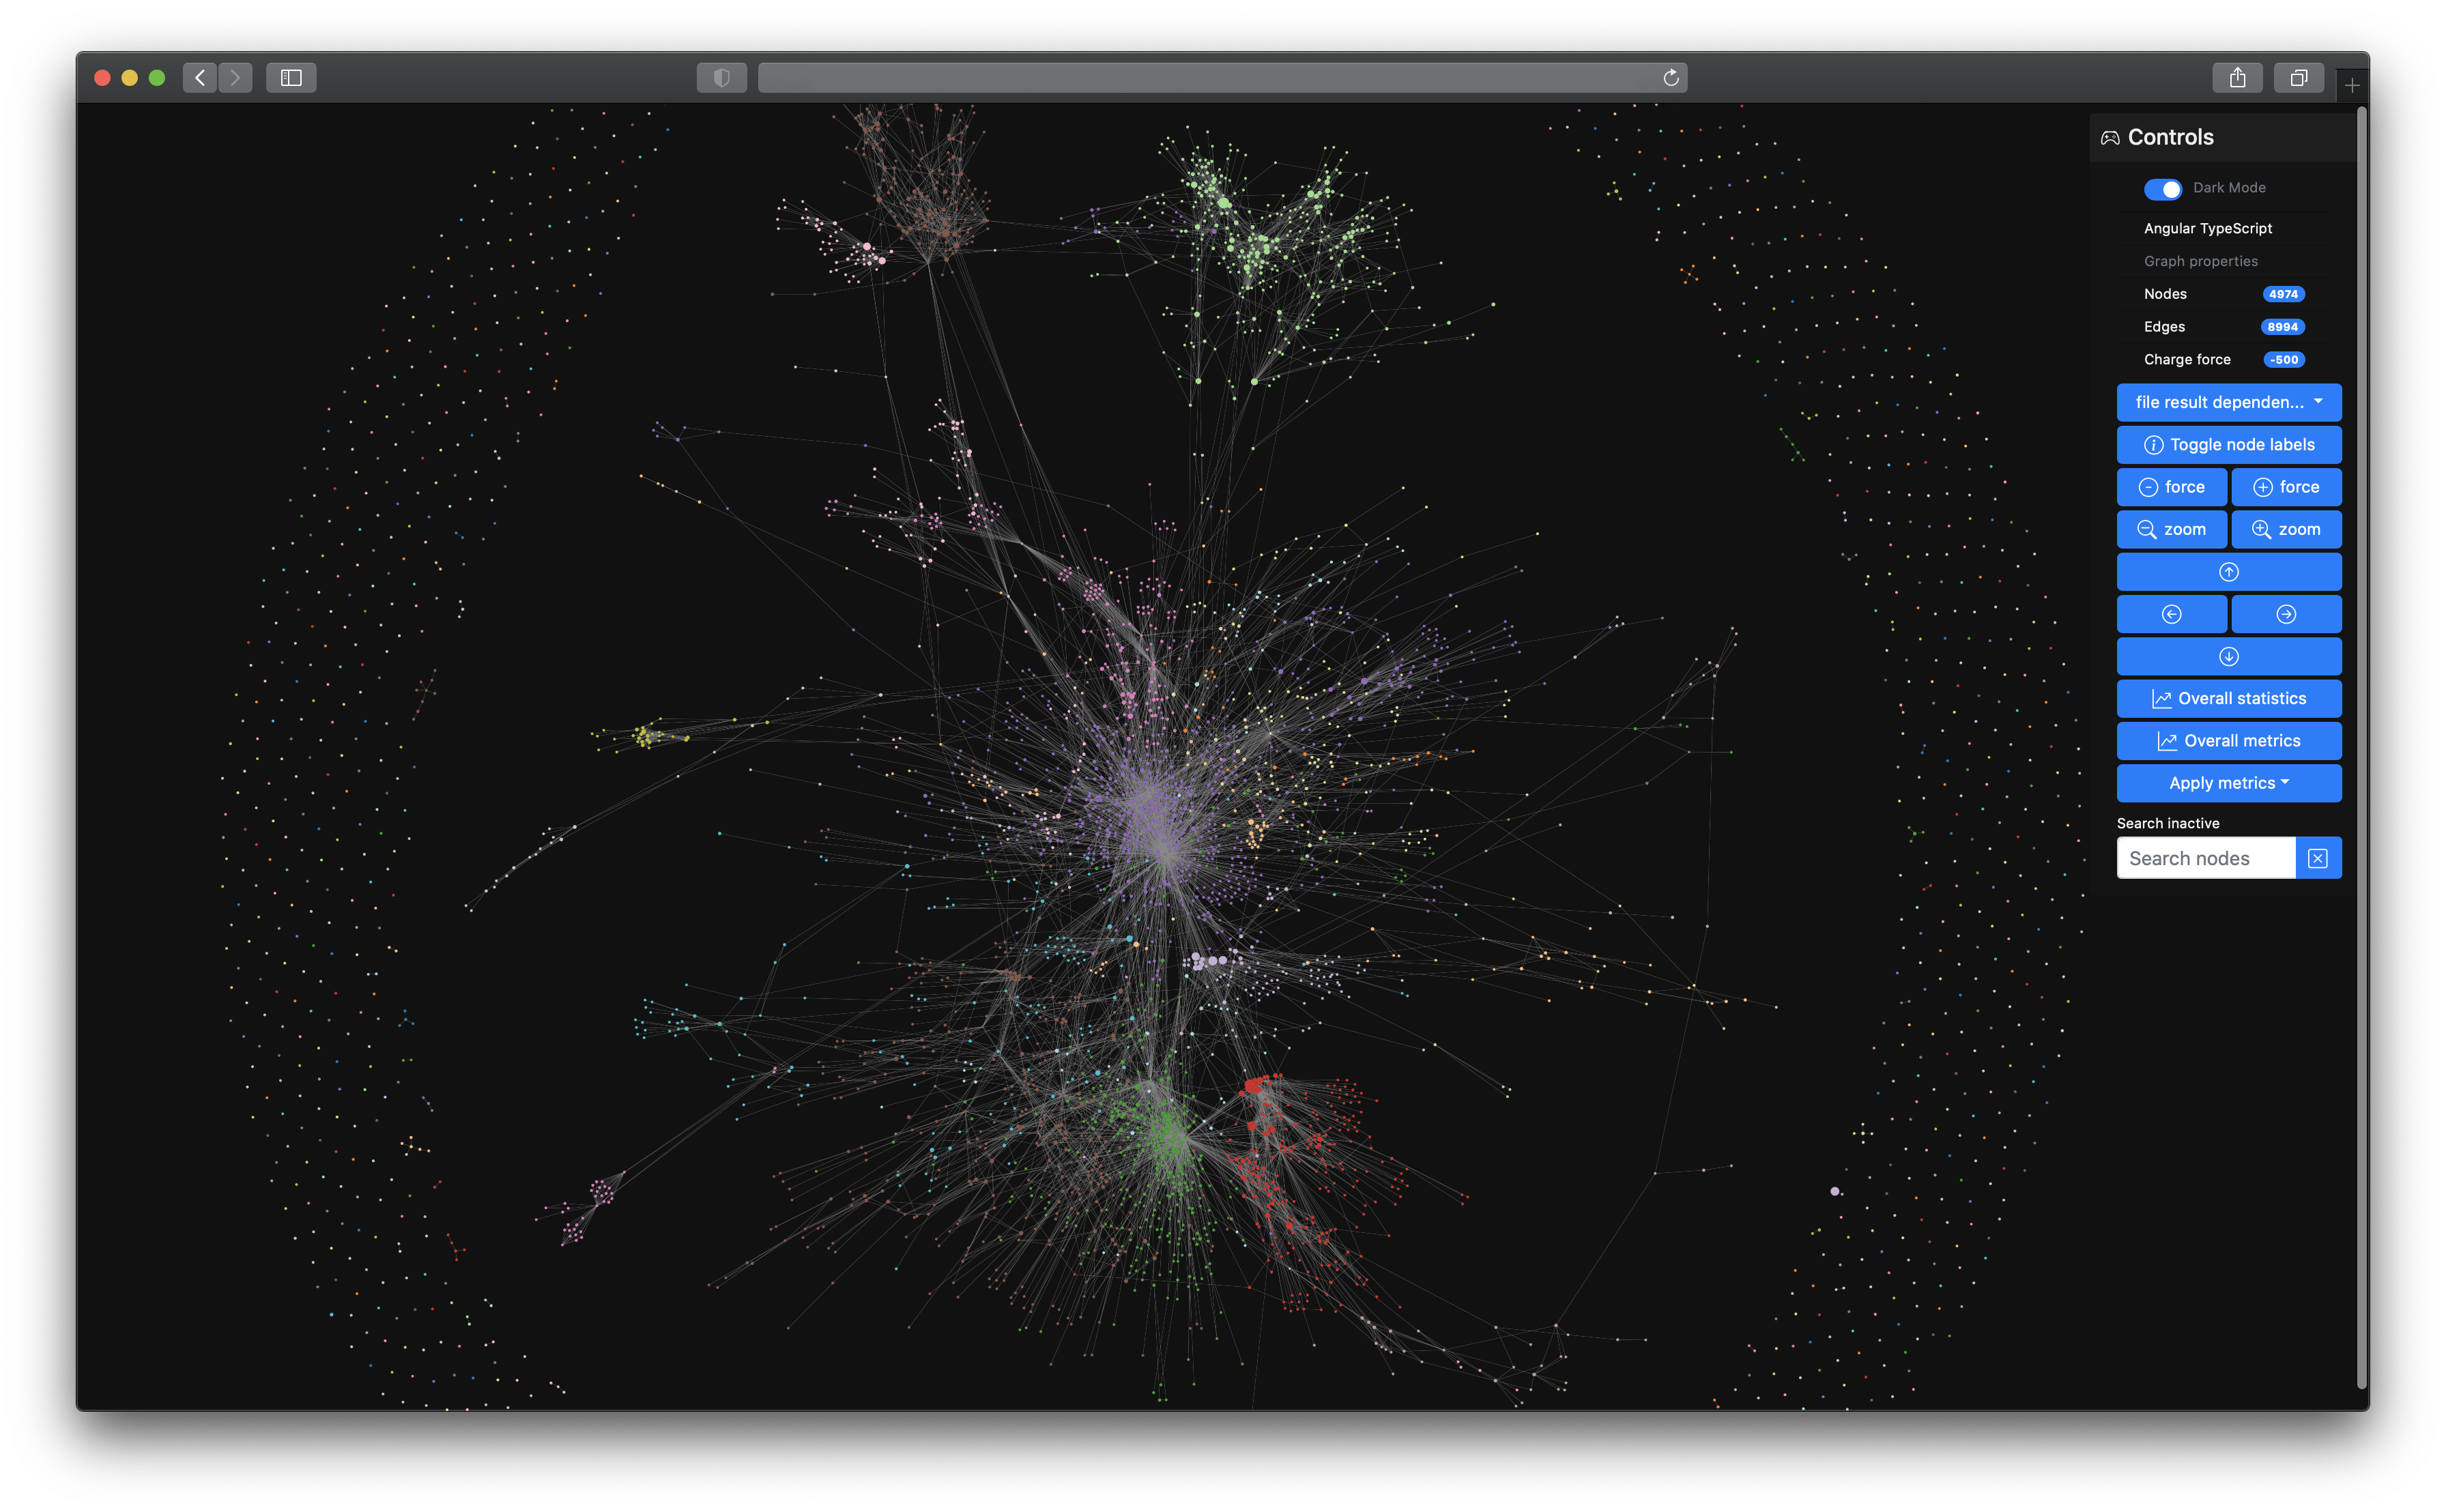 Controls
Dark Mode
Angular TypeScript
Graph properties
Nodes 4974
Edges 8994
Charge force -500
file result dependen...
Toggle node labels
force force
zoom zoom
Overall statistics
Overall metrics
Apply metrics
Search inactive
Search nodes